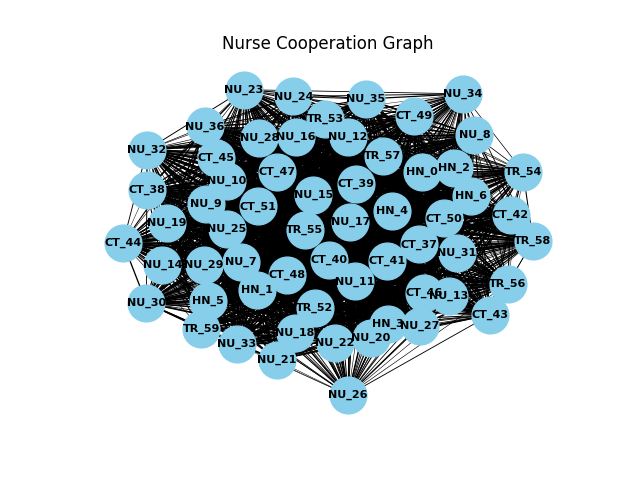 Nurse Cooperation Graph
NU_23
NU_24
NU_35
NU_34
TR_53
CT_49
NU_36
NU_28
NU_16
NU_12
NU_8
NU_32
CT_45
TR_57
CT_47
HN_0
HN_2
TR_54
NU_10
CT_39
CT_38
NU_15
HN_6
NU_9
CT_51
HN_4
CT_42
NU_19
NU_17
CT_50
NU_25
TR_55
CT_44
CT_37
TR_58
NU_31
NU_14
NU_29
NU_7
CT_40
CT_41
CT_48
NU_11
TR_56
HN_1
CT_46
NU_13
NU_30
HN_5
TR_52
CT_43
TR_59
HN_3
NU_27
NU_18
NU_20
NU_33
NU_22
NU_21
NU_26